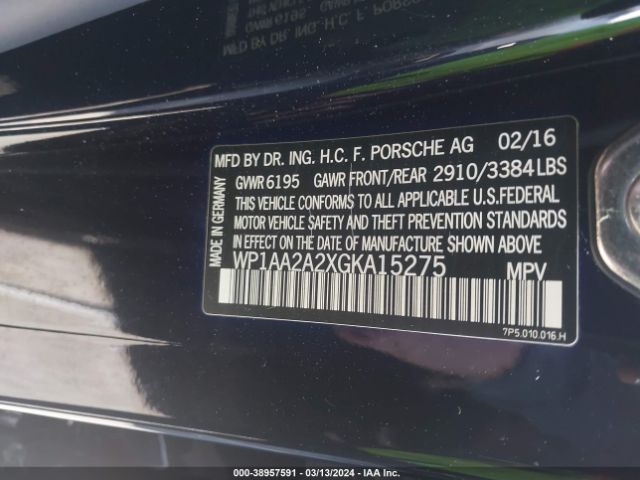 MFD BY DR. ING. H.C. F. PORSCHE AG 02/16
GVWR 6195 GAWR FRONT/REAR 2910/3384 LBS
THIS VEHICLE CONFORMS TO ALL APPLICABLE U.S. FEDERAL
MOTOR VEHICLE SAFETY AND THEFT PREVENTION STANDARDS
IN EFFECT ON THE DATE OF MANUFACTURE SHOWN ABOVE
WP1AA2A2XGKA15275 MPV
7P5.010.016.H
MADE IN GERMANY
000-38957591 - 03/13/2024 - IAA Inc.